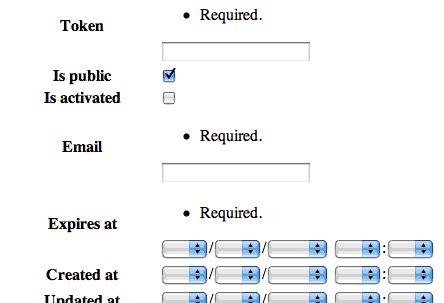 Token
• Required.
Is public
Is activated
Email
• Required.
Expires at
• Required.
/ / :
Created at / / :
Updated at / / :